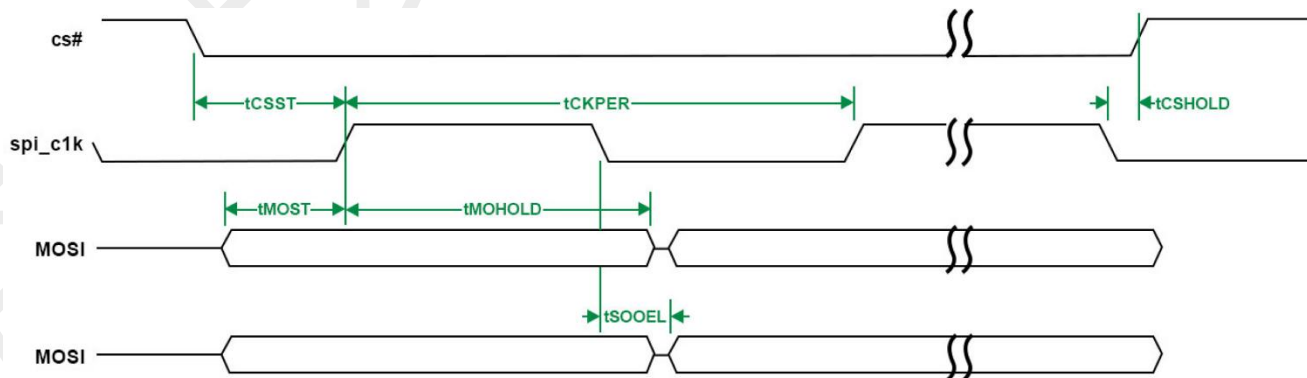 cs#
tCSST
tCKPER
tCSHOLD
spi_c1k
tMOST
tMOHOLD
MOSI
tSOOEL
MOSI